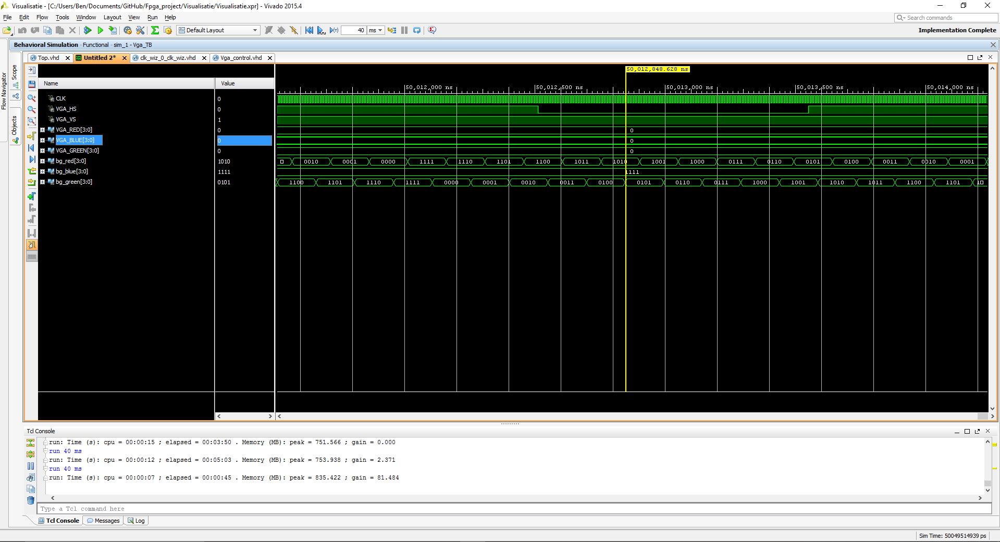 Visualisatie - [C:/Users/Ben/Documents/GitHub/Fpga_project/Visualisatie/Visualisatie.xpr] - Vivado 2015.4
File Edit Flow Tools Window Layout View Run Help
Search commands
Default Layout
40 ms
Implementation Complete
Flow Navigator
Behavioral Simulation - Functional - sim_1 - Vga_TB
Scope
Objects
Top.vhd Untitled 2* clk_wiz_0_clk_wiz.vhd Vga_control.vhd
50,012,848.628 ns
Name Value
50,012,000 ns 50,012,500 ns 50,013,000 ns 50,013,500 ns 50,014,000 ns
CLK 0
VGA_HS 0
VGA_VS 1
VGA_RED[3:0] 0 0
VGA_BLUE[3:0] 0 0
VGA_GREEN[3:0] 0 0
bg_red[3:0] 1010 0010 0001 0000 1111 1110 1101 1100 1011 1010 1001 1000 0111 0110 0101 0100 0011 0010 0001
bg_blue[3:0] 1111 1111
bg_green[3:0] 0101 1100 1101 1110 1111 0000 0001 0010 0011 0100 0101 0110 0111 1000 1001 1010 1011 1100 1101 1
Tcl Console
run: Time (s): cpu = 00:00:15 ; elapsed = 00:03:50 . Memory (MB): peak = 751.566 ; gain = 0.000
run 40 ms
run: Time (s): cpu = 00:00:12 ; elapsed = 00:05:03 . Memory (MB): peak = 753.938 ; gain = 2.371
run 40 ms
run: Time (s): cpu = 00:00:07 ; elapsed = 00:00:45 . Memory (MB): peak = 835.422 ; gain = 81.484
Type a Tcl command here
Tcl Console Messages Log
Sim Time: 50049514939 ps